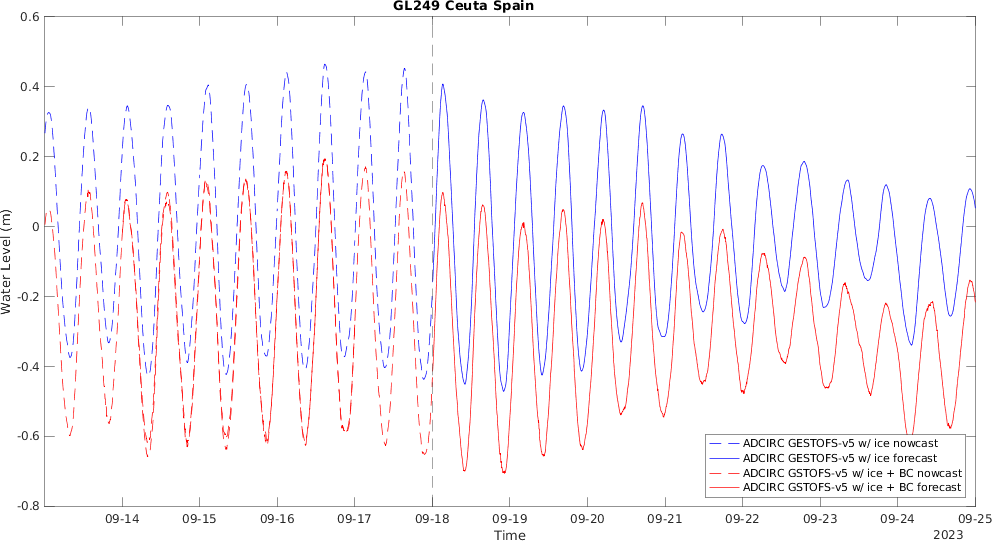 GL249 Ceuta Spain
0.6
0.4
0.2
0
-0.2
-0.4
-0.6
-0.8
Water Level (m)
ADCIRC GESTOFS-v5 w/ ice nowcast
ADCIRC GESTOFS-v5 w/ ice forecast
ADCIRC GSTOFS-v5 w/ ice + BC nowcast
ADCIRC GSTOFS-v5 w/ ice + BC forecast
09-14 09-15 09-16 09-17 09-18 09-19 09-20 09-21 09-22 09-23 09-24 09-25
Time
2023